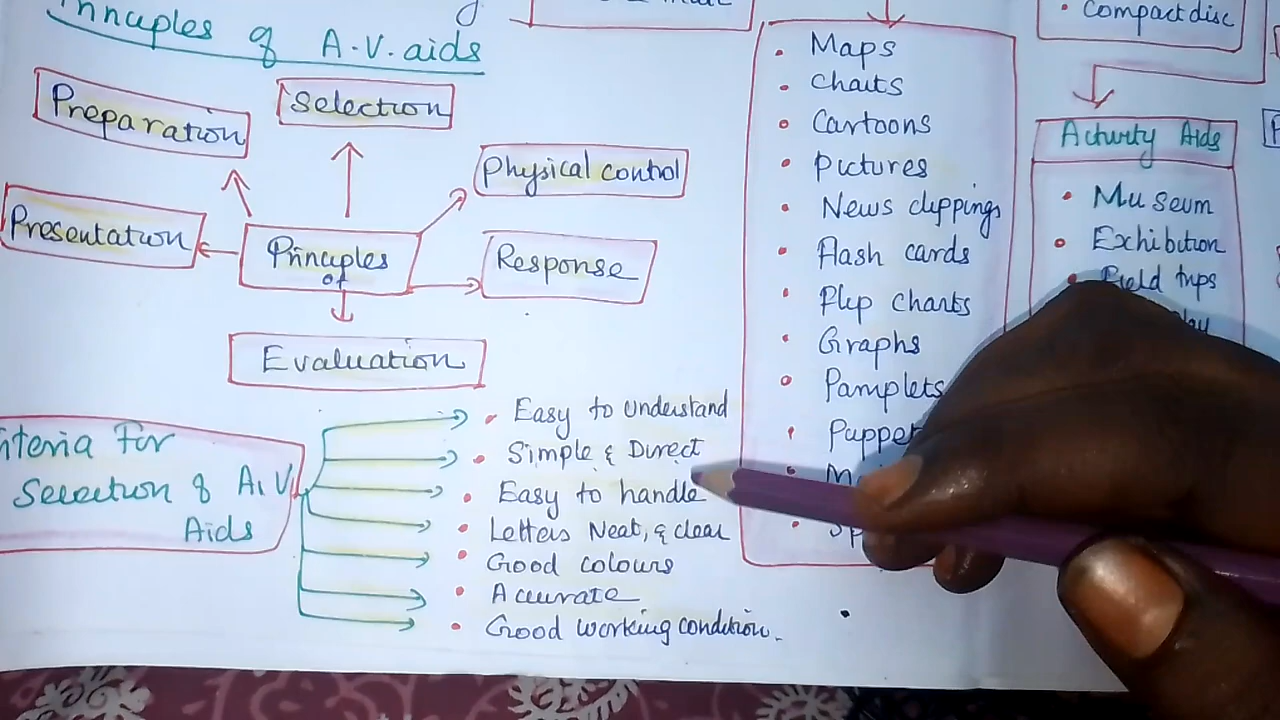 Principles of A.V. aids
Preparation
Selection
Physical control
Presentation
Principles
of
Response
Evaluation
Criteria For
Selection of A.V
Aids
• Easy to Understand
• Simple & Direct
• Easy to handle
• Letters Neat, & clear
• Good colours
• Accurate
• Good working condition.
• Maps
• Charts
• Cartoons
• Pictures
• News clippings
• Flash cards
• Flip charts
• Graphs
• Pamplets
• Compact disc
Activity Aids
• Museum
• Exhibition
• Field trips